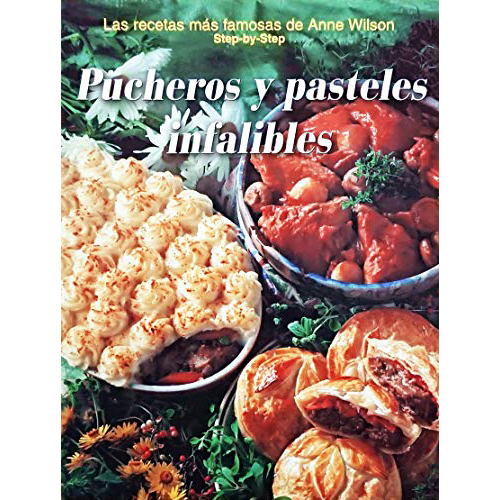 Las recetas más famosas de Anne Wilson
Step-by-Step
Pucheros y pasteles
infalibles